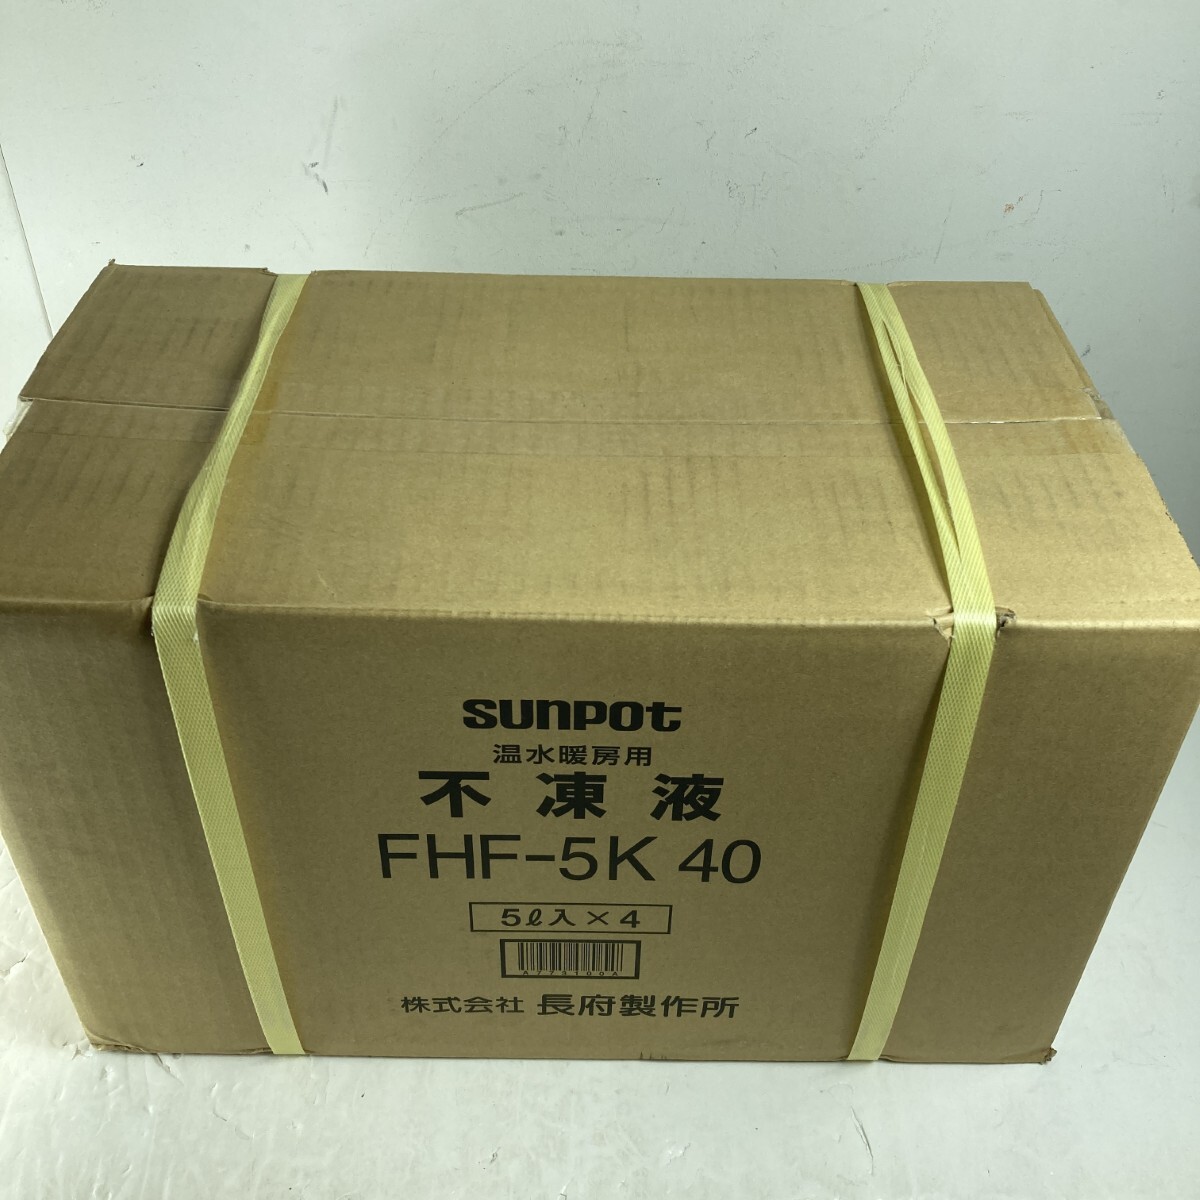 sunpot
温水暖房用
不凍液
FHF-5K 40
5ℓ入×4
A773100A
株式会社 長府製作所